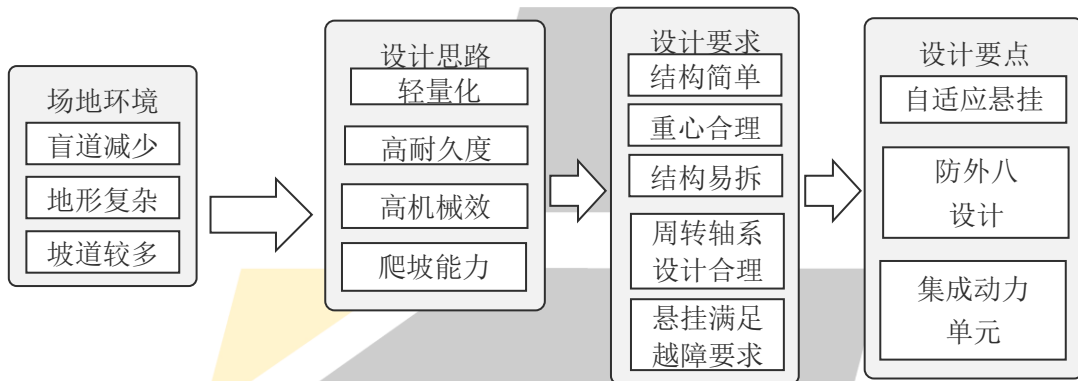 场地环境
盲道减少
地形复杂
坡道较多
设计思路
轻量化
高耐久度
高机械效
爬坡能力
设计要求
结构简单
重心合理
结构易拆
周转轴系
设计合理
悬挂满足
越障要求
设计要点
自适应悬挂
防外八
设计
集成动力
单元